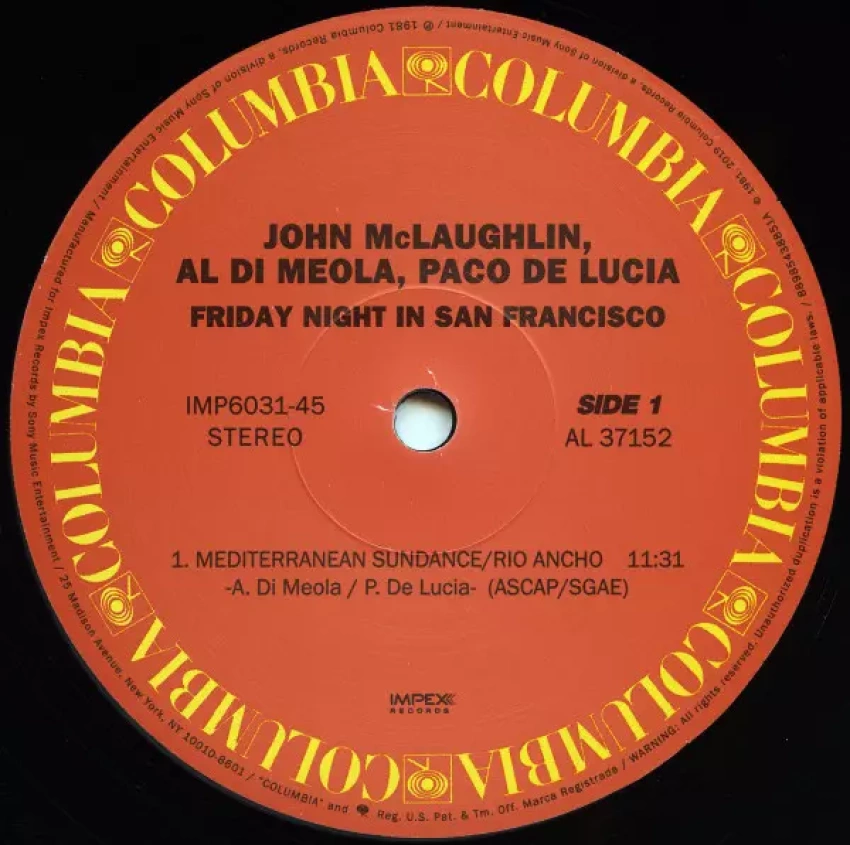 JOHN McLAUGHLIN,
AL DI MEOLA, PACO DE LUCIA
FRIDAY NIGHT IN SAN FRANCISCO
IMP6031-45
STEREO
SIDE 1
AL 37152
1. MEDITERRANEAN SUNDANCE/RIO ANCHO 11:31
-A. Di Meola / P. De Lucia- (ASCAP/SGAE)
IMPEX
RECORDS
COLUMBIA
COLUMBIA
COLUMBIA
COLUMBIA
COLUMBIA
COLUMBIA
88985438851A
℗ 1981 Columbia Records, a division of Sony Music Entertainment / Manufactured for Impex Records by Sony Music Entertainment / 25 Madison Avenue, New York, NY 10010-8601 / "COLUMBIA" and Reg. U.S. Pat. & Tm. Off. Marca Registrada / WARNING: All rights reserved. Unauthorized duplication is a violation of applicable laws. /
© 1981, 2019 Columbia Records, a division of Sony Music Entertainment /